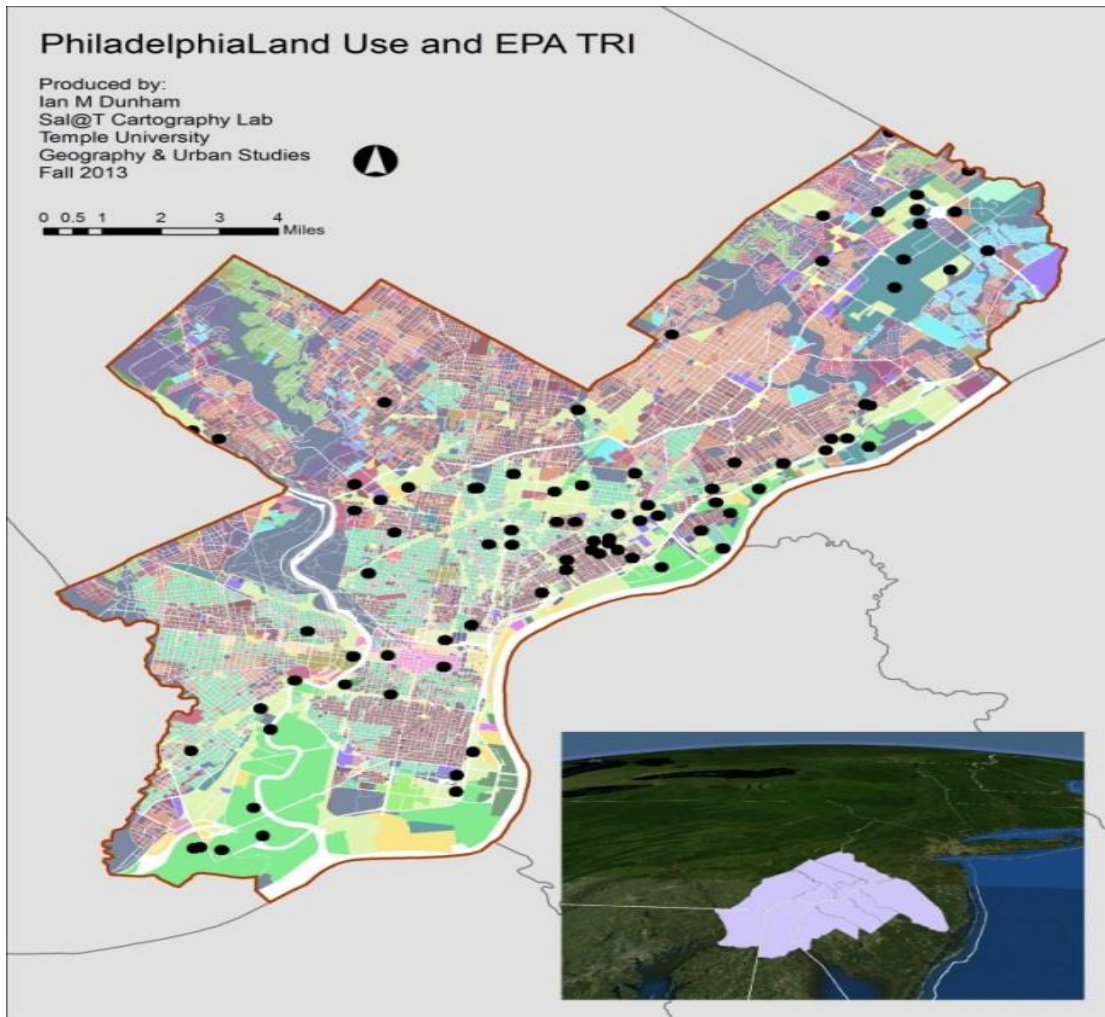 PhiladelphiaLand Use and EPA TRI
Produced by:
Ian M Dunham
Sal@T Cartography Lab
Temple University
Geography & Urban Studies
Fall 2013
0 0.5 1 2 3 4
Miles